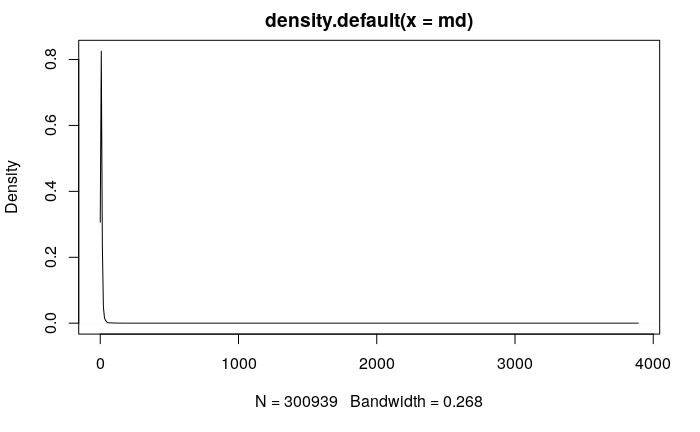 density.default(x = md)
Density
0.8
0.6
0.4
0.2
0.0
0 1000 2000 3000 4000
N = 300939 Bandwidth = 0.268